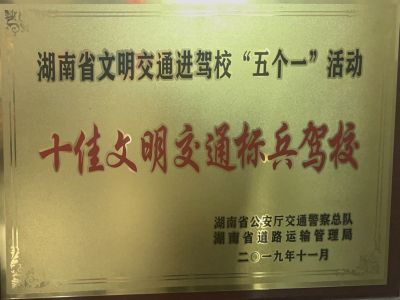 湖南省文明交通进驾校“五个一”活动
十佳文明交通标兵驾校
湖南省公安厅交通警察总队
湖南省道路运输管理局
二〇一九年十一月